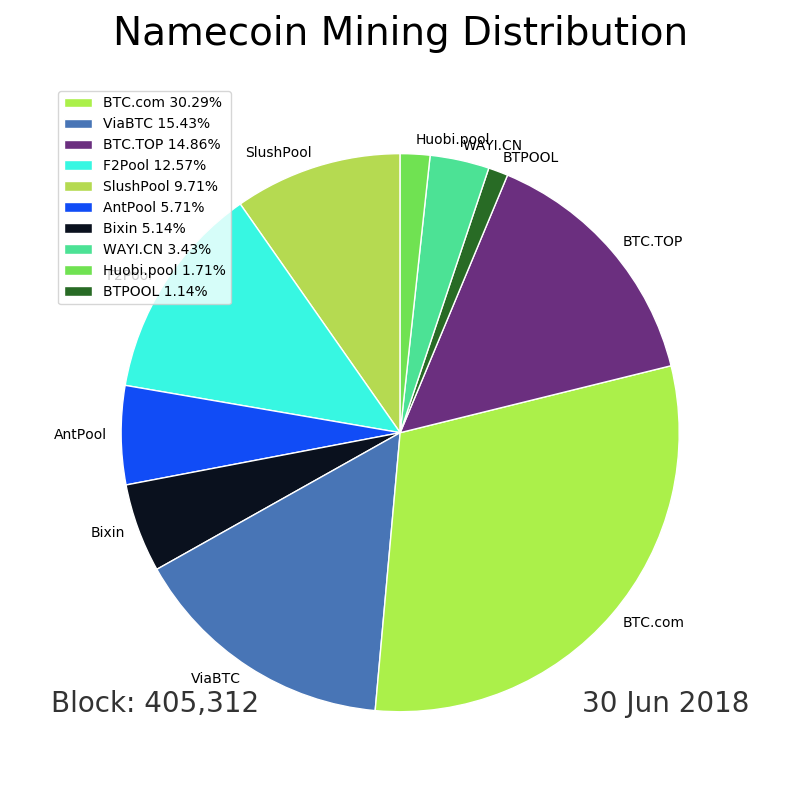 Namecoin Mining Distribution
BTC.com 30.29%
ViaBTC 15.43%
BTC.TOP 14.86%
F2Pool 12.57%
SlushPool 9.71%
AntPool 5.71%
Bixin 5.14%
WAYI.CN 3.43%
Huobi.pool 1.71%
BTPOOL 1.14%
Huobi.pool
WAYI.CN
BTPOOL
SlushPool
BTC.TOP
F2Pool
AntPool
Bixin
BTC.com
ViaBTC
Block: 405,312
30 Jun 2018